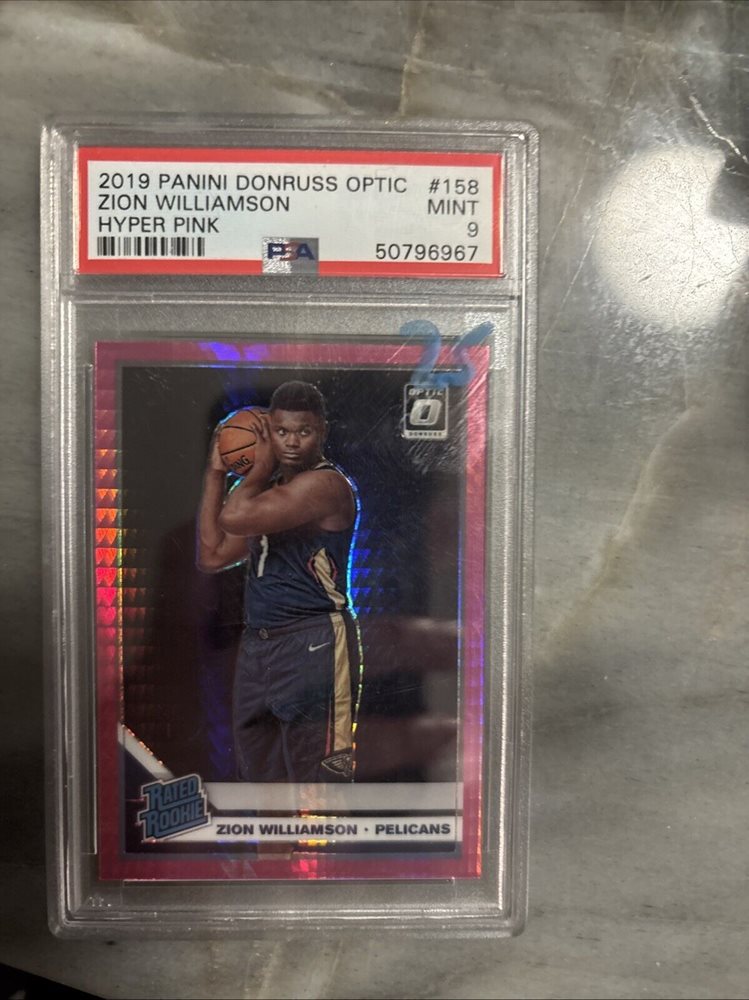 2019 PANINI DONRUSS OPTIC #158
ZION WILLIAMSON MINT
HYPER PINK 9
PSA 50796967
25
OPTIC
DONRUSS
RATED
ROOKIE
ZION WILLIAMSON • PELICANS